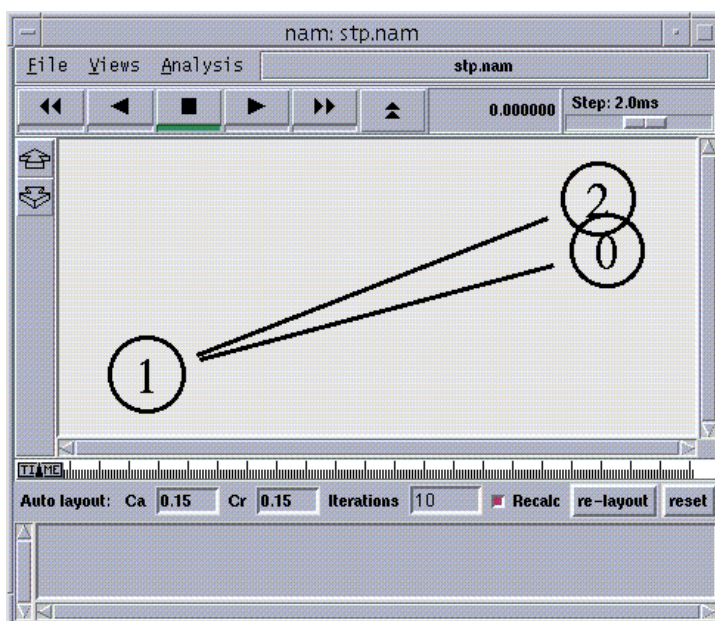 nam: stp.nam
File Views Analysis stp.nam
0.000000 Step: 2.0ms
2
0
1
TIME
Auto layout: Ca 0.15 Cr 0.15 Iterations 10 Recalc re-layout reset